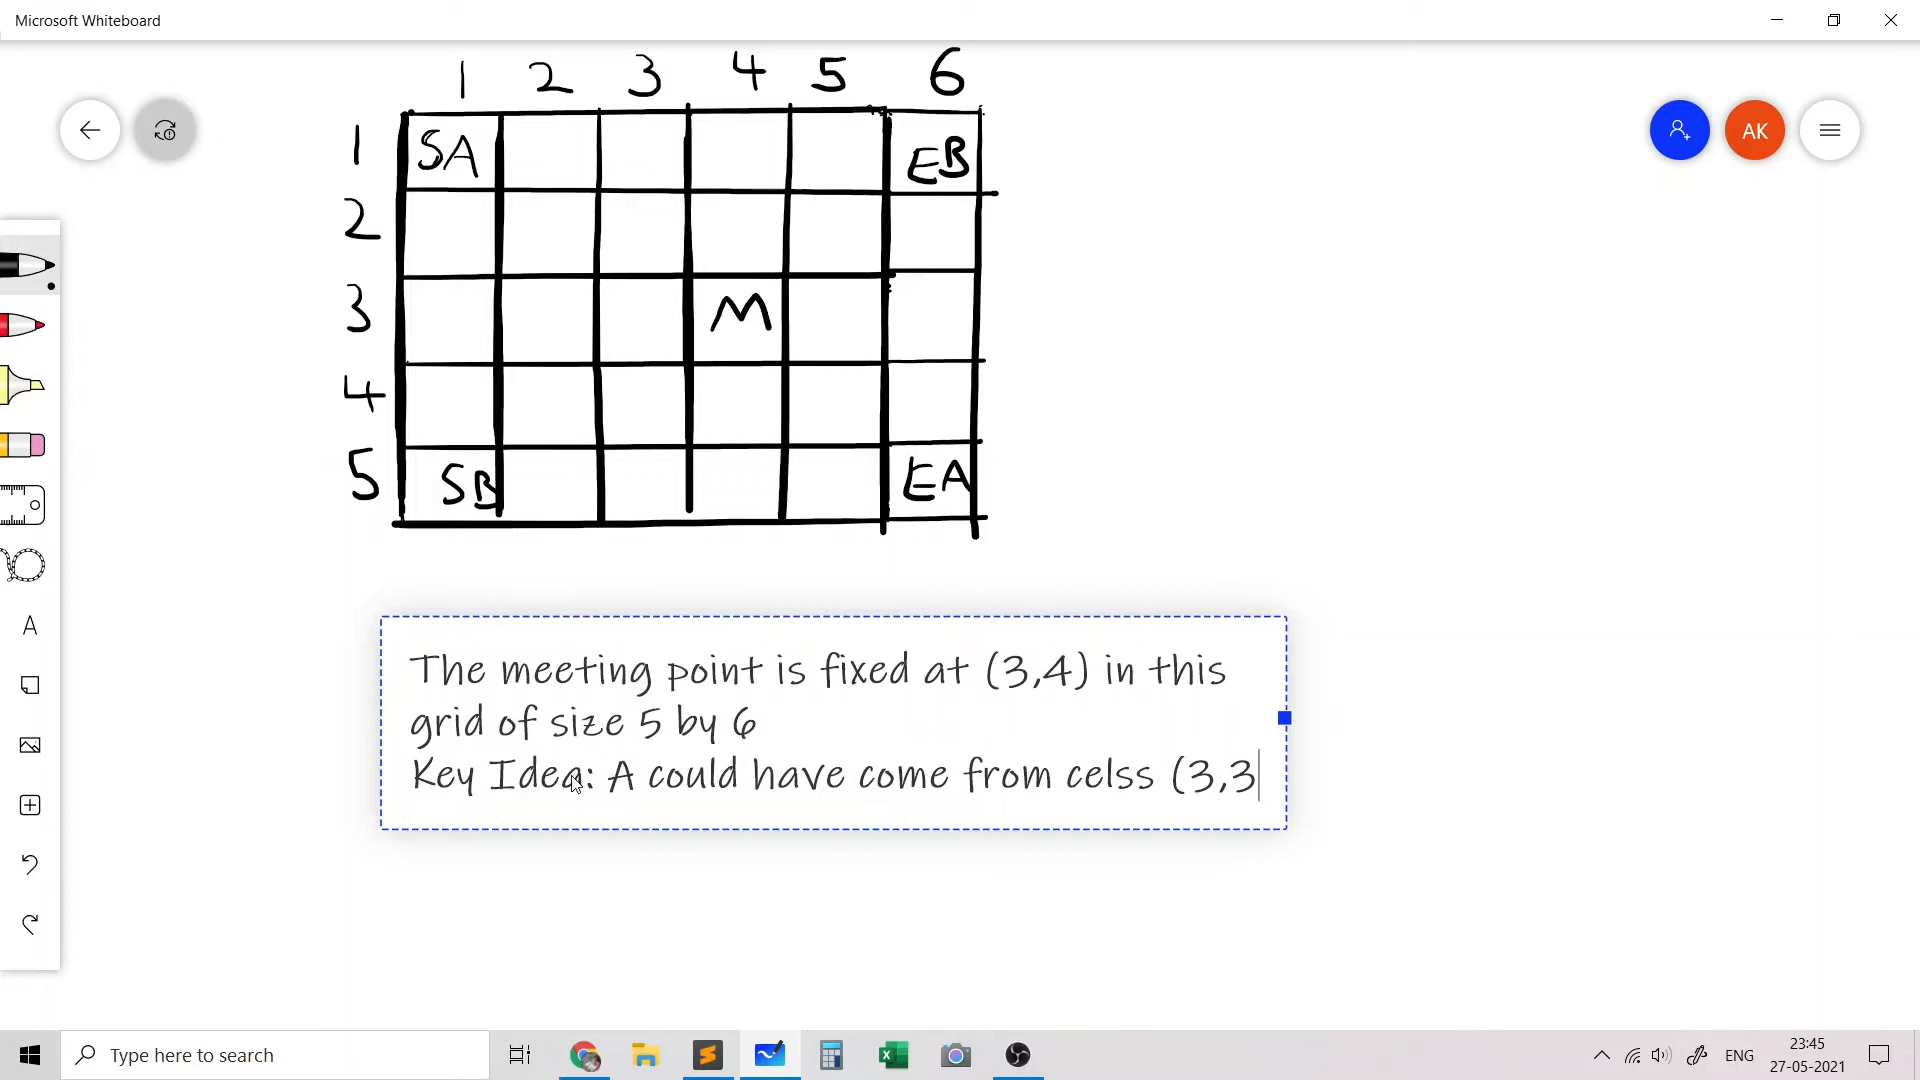 Microsoft Whiteboard
1 2 3 4 5 6
1 SA EB
2
3 M
4
5 SB EA
AK
A
The meeting point is fixed at (3,4) in this
grid of size 5 by 6
Key Idea: A could have come from celss (3,3
Type here to search
ENG
23:45
27-05-2021